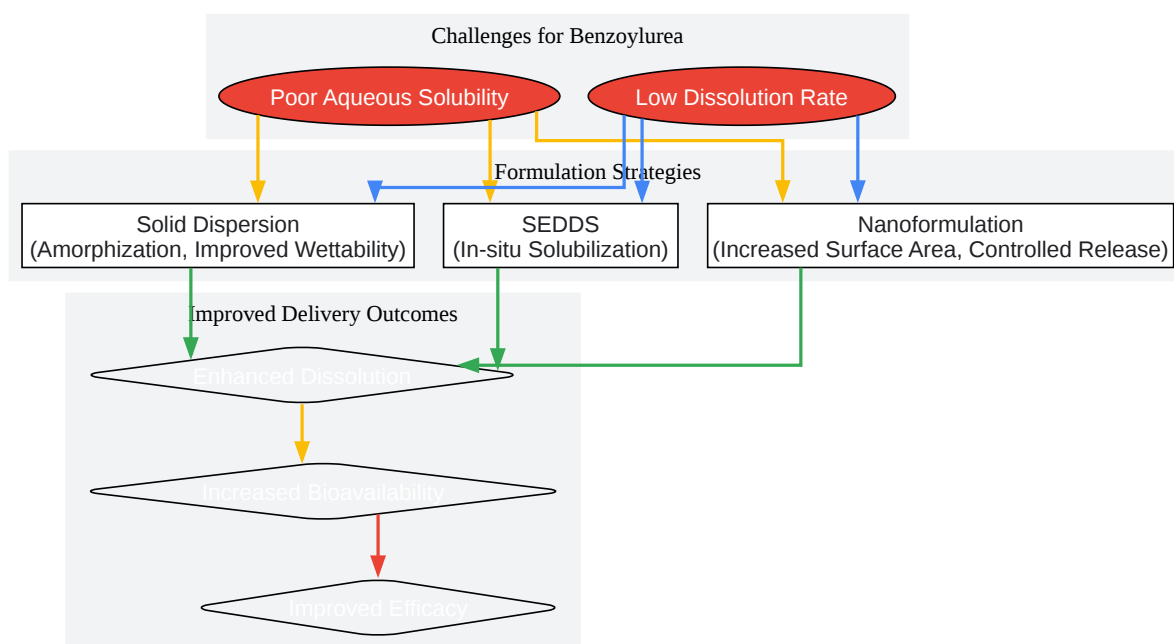 Challenges for Benzoylurea
Poor Aqueous Solubility
Low Dissolution Rate
Formulation Strategies
Solid Dispersion
(Amorphization, Improved Wettability)
SEDDS
(In-situ Solubilization)
Nanoformulation
(Increased Surface Area, Controlled Release)
Improved Delivery Outcomes
Enhanced Dissolution
Increased Bioavailability
Improved Efficacy